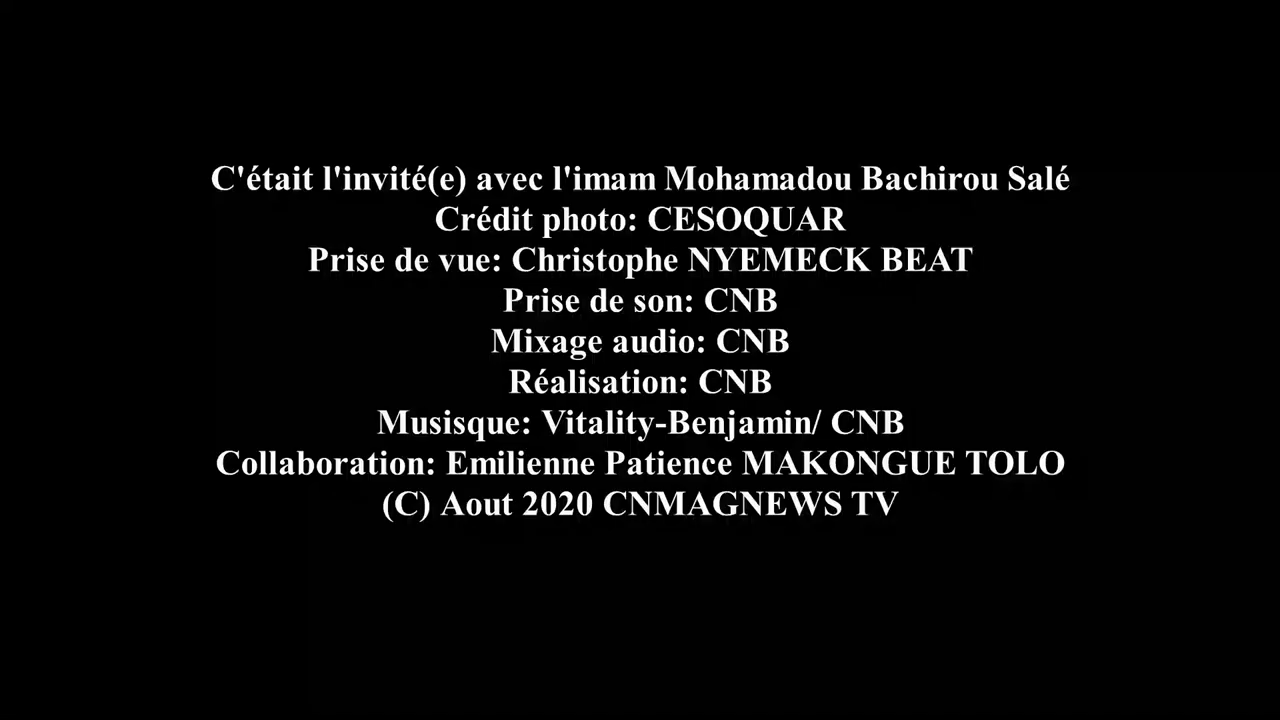 C'était l'invité(e) avec l'imam Mohamadou Bachirou Salé
Crédit photo: CESOQUAR
Prise de vue: Christophe NYEMECK BEAT
Prise de son: CNB
Mixage audio: CNB
Réalisation: CNB
Musisque: Vitality-Benjamin/ CNB
Collaboration: Emilienne Patience MAKONGUE TOLO
(C) Aout 2020 CNMAGNEWS TV